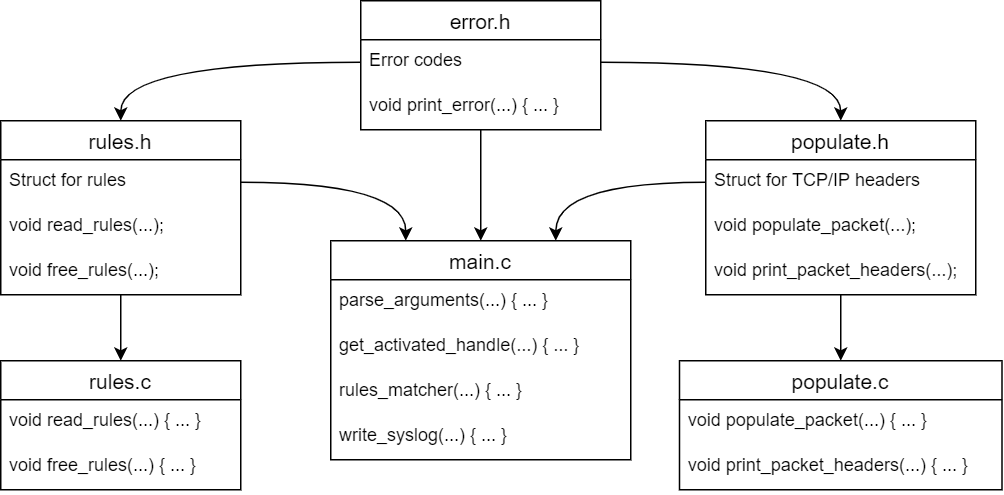 error.h
Error codes
void print_error(...) { ... }
rules.h
Struct for rules
void read_rules(...);
void free_rules(...);
populate.h
Struct for TCP/IP headers
void populate_packet(...);
void print_packet_headers(...);
main.c
parse_arguments(...) { ... }
get_activated_handle(...) { ... }
rules_matcher(...) { ... }
write_syslog(...) { ... }
rules.c
void read_rules(...) { ... }
void free_rules(...) { ... }
populate.c
void populate_packet(...) { ... }
void print_packet_headers(...) { ... }